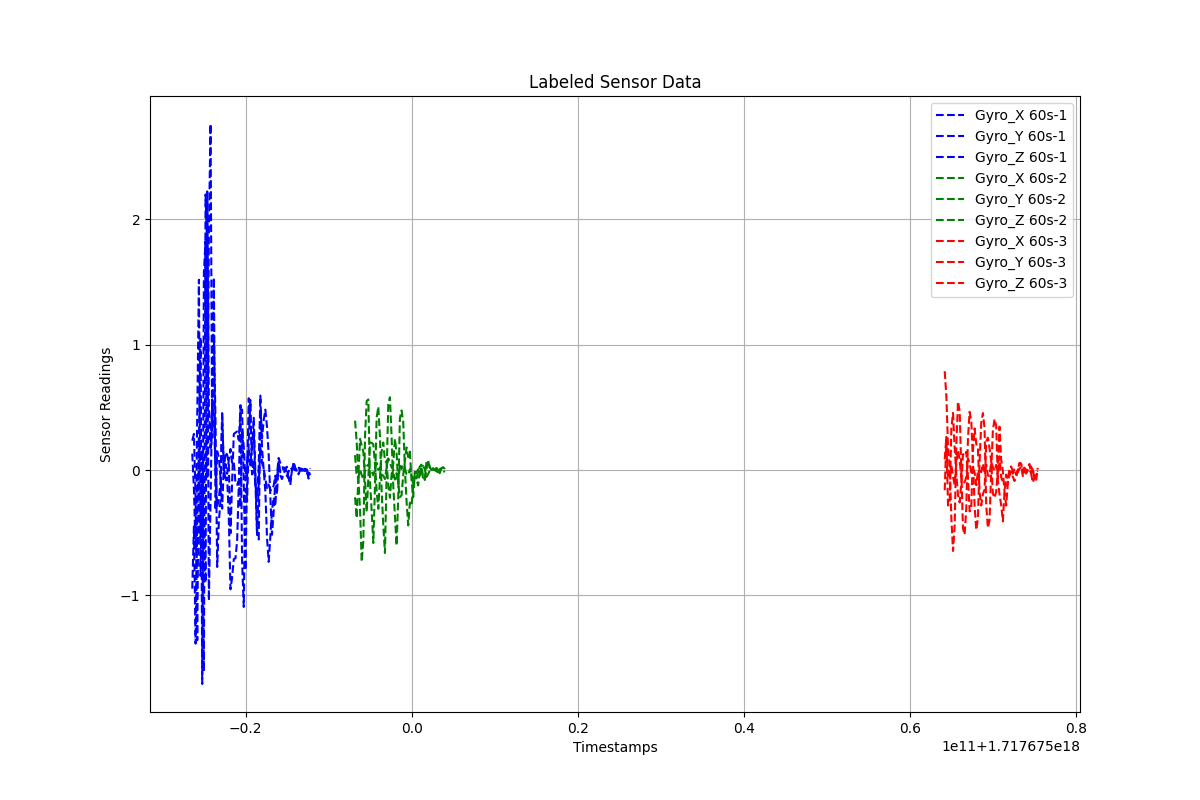 Labeled Sensor Data
Gyro_X 60s-1
Gyro_Y 60s-1
Gyro_Z 60s-1
Gyro_X 60s-2
Gyro_Y 60s-2
Gyro_Z 60s-2
Gyro_X 60s-3
Gyro_Y 60s-3
Gyro_Z 60s-3
Sensor Readings
2
1
0
−1
−0.2 0.0 0.2 0.4 0.6 0.8
Timestamps
1e11+1.717675e18